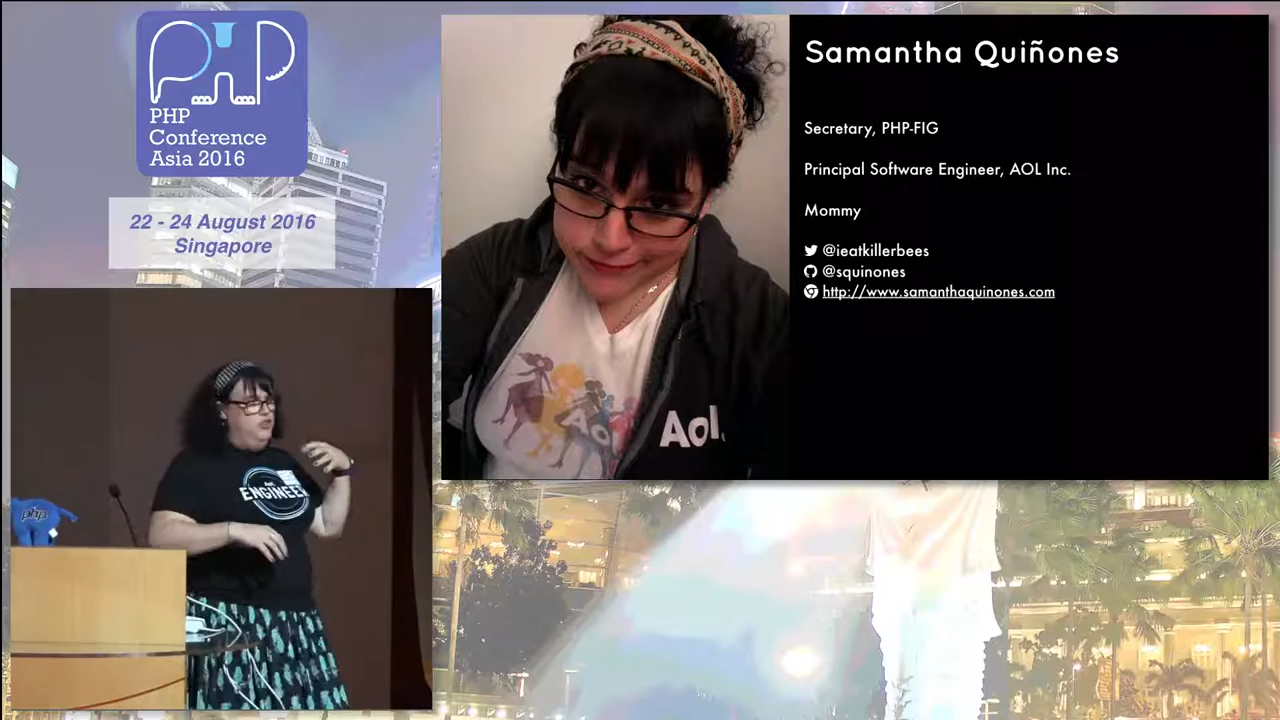 PHP
Conference
Asia 2016
22 - 24 August 2016
Singapore
php
ENGINEER
Aol.
Samantha Quiñones
Secretary, PHP-FIG
Principal Software Engineer, AOL Inc.
Mommy
@ieatkillerbees
@squinones
http://www.samanthaquinones.com